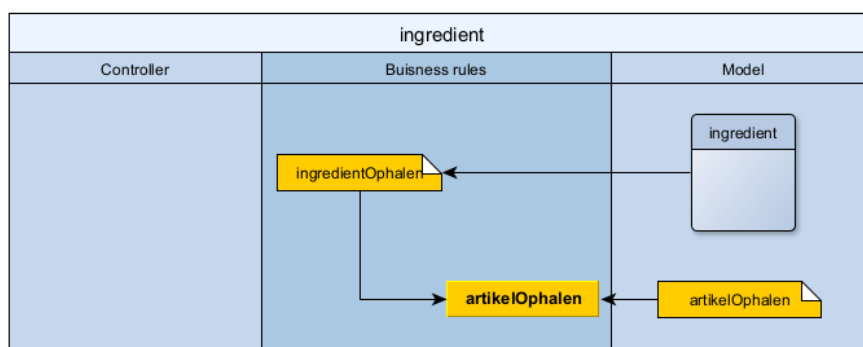 ingredient
Controller
Buisness rules
Model
ingredient
ingredientOphalen
artikelOphalen
artikelOphalen